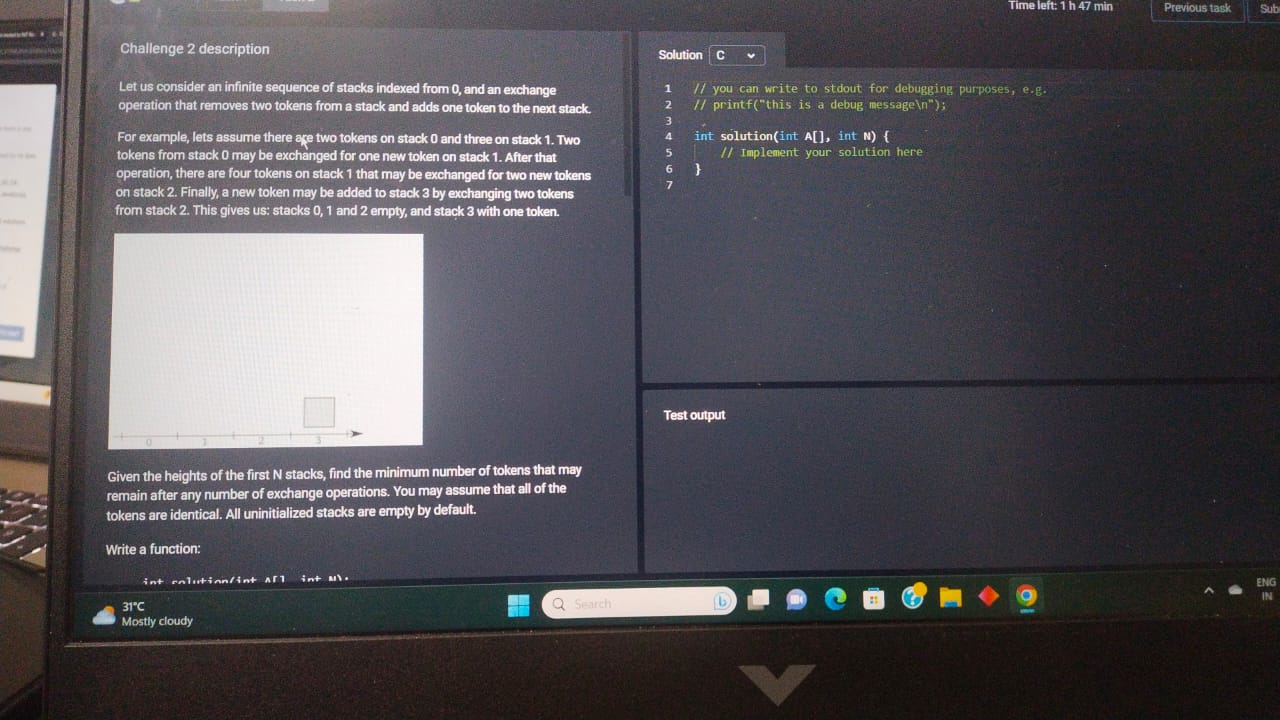 Time left: 1 h 47 min
Previous task
Challenge 2 description
Let us consider an infinite sequence of stacks indexed from 0, and an exchange
operation that removes two tokens from a stack and adds one token to the next stack.
For example, lets assume there are two tokens on stack 0 and three on stack 1. Two
tokens from stack 0 may be exchanged for one new token on stack 1. After that
operation, there are four tokens on stack 1 that may be exchanged for two new tokens
on stack 2. Finally, a new token may be added to stack 3 by exchanging two tokens
from stack 2. This gives us: stacks 0, 1 and 2 empty, and stack 3 with one token.
0 1 2 3
Given the heights of the first N stacks, find the minimum number of tokens that may
remain after any number of exchange operations. You may assume that all of the
tokens are identical. All uninitialized stacks are empty by default.
Write a function:
int solution(int A[], int N);
Solution C
1 // you can write to stdout for debugging purposes, e.g.
2 // printf("this is a debug message\n");
3
4 int solution(int A[], int N) {
5 // Implement your solution here
6 }
7
Test output
31°C
Mostly cloudy
Search
ENG
IN